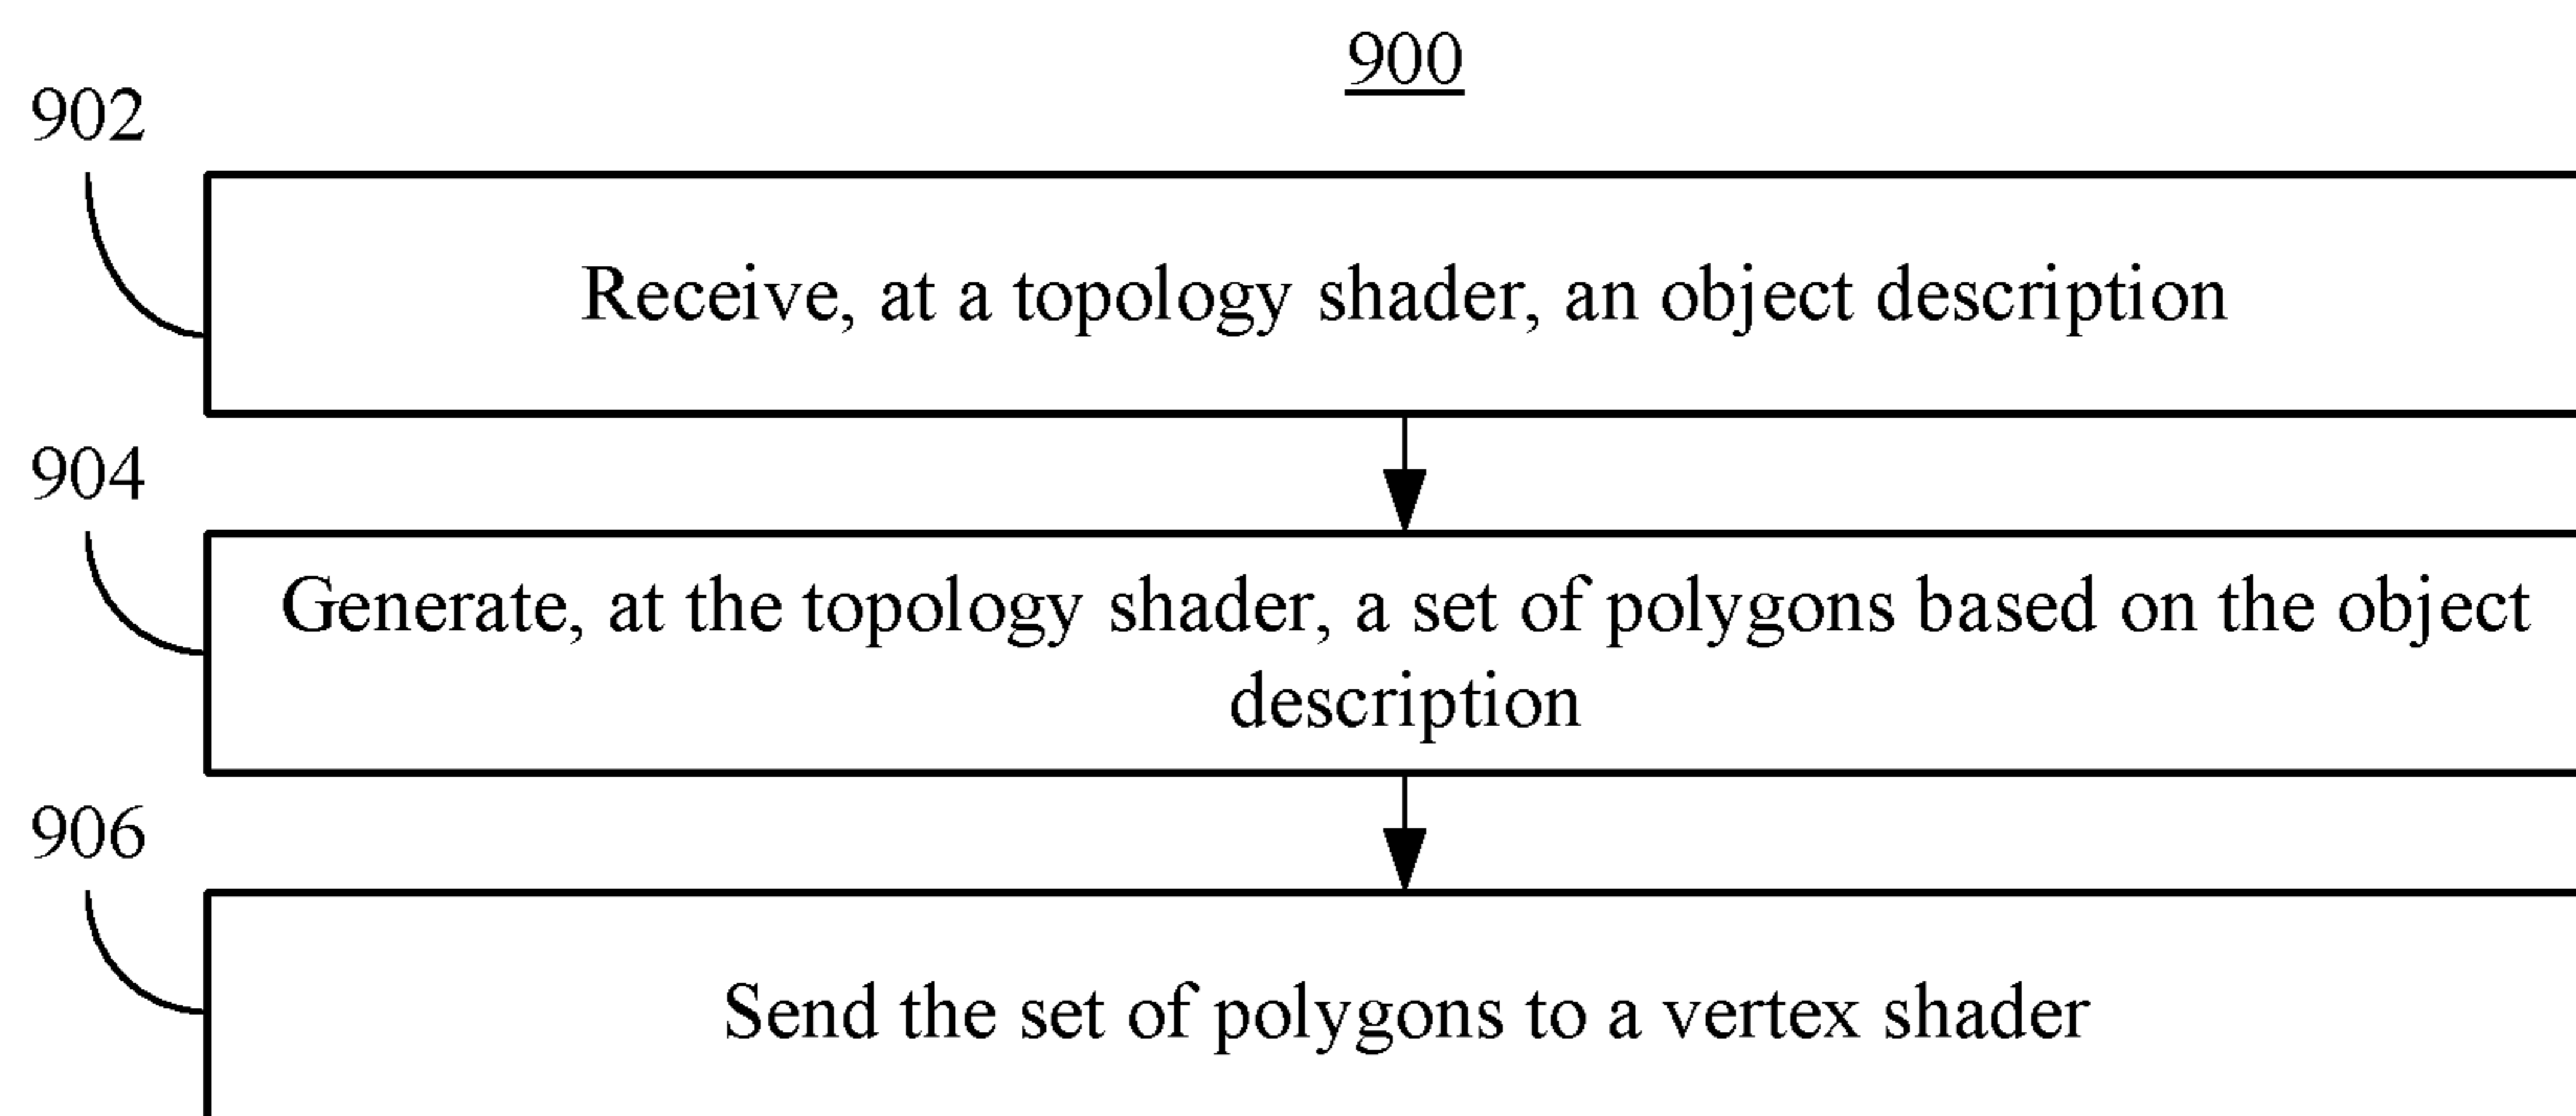 900
902
Receive, at a topology shader, an object description
904
Generate, at the topology shader, a set of polygons based on the object
description
906
Send the set of polygons to a vertex shader